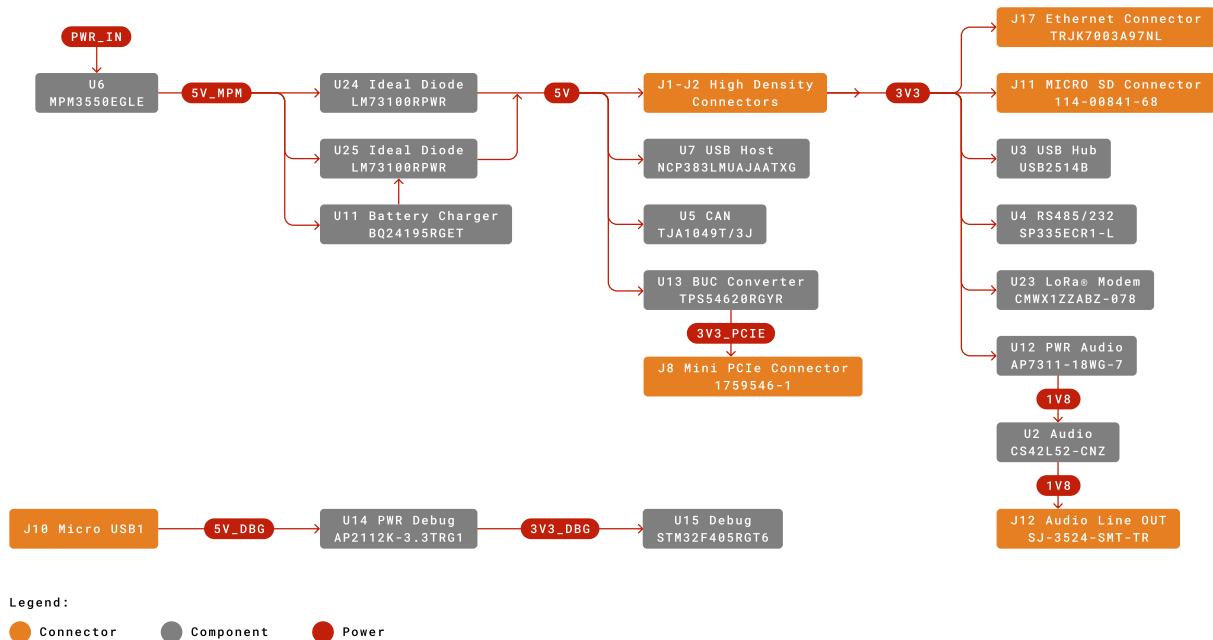 PWR_IN
U6
MPM3550EGLE
5V_MPM
U24 Ideal Diode
LM73100RPWR
U25 Ideal Diode
LM73100RPWR
U11 Battery Charger
BQ24195RGET
5V
J1-J2 High Density
Connectors
U7 USB Host
NCP383LMUAJAATXG
U5 CAN
TJA1049T/3J
U13 BUC Converter
TPS54620RGYR
3V3_PCIE
J8 Mini PCIe Connector
1759546-1
3V3
J17 Ethernet Connector
TRJK7003A97NL
J11 MICRO SD Connector
114-00841-68
U3 USB Hub
USB2514B
U4 RS485/232
SP335ECR1-L
U23 LoRa® Modem
CMWX1ZZABZ-078
U12 PWR Audio
AP7311-18WG-7
1V8
U2 Audio
CS42L52-CNZ
1V8
J12 Audio Line OUT
SJ-3524-SMT-TR
J10 Micro USB1
5V_DBG
U14 PWR Debug
AP2112K-3.3TRG1
3V3_DBG
U15 Debug
STM32F405RGT6
Legend:
Connector
Component
Power